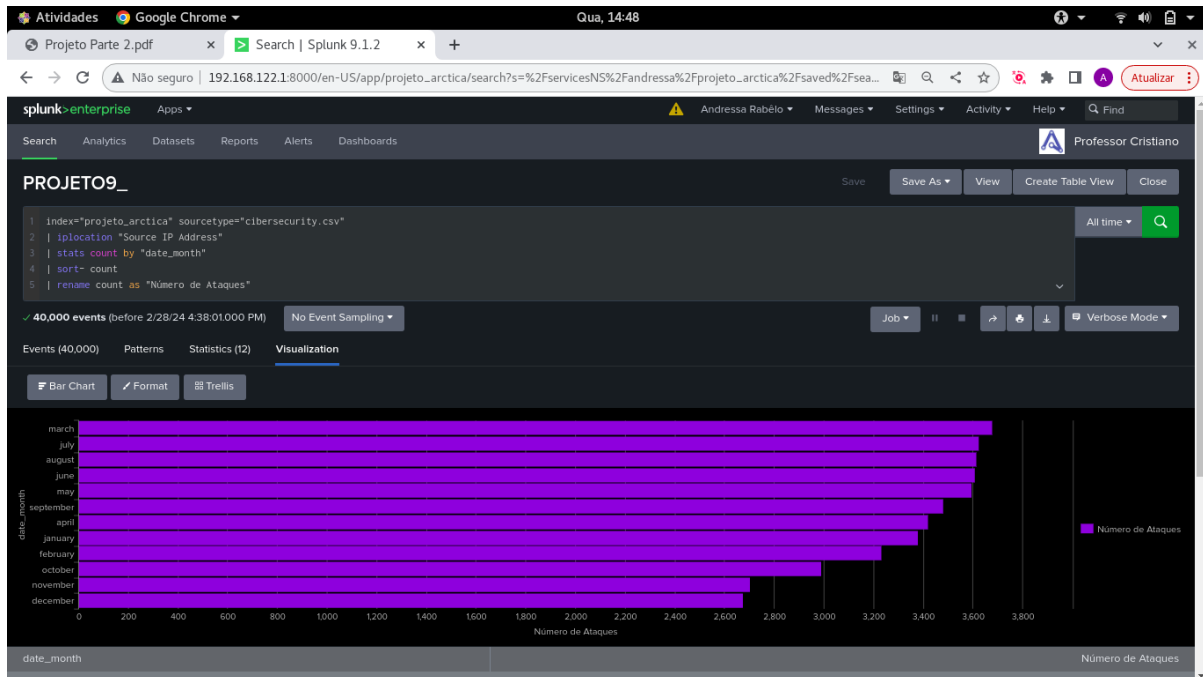 Atividades Google Chrome Qua, 14:48
Projeto Parte 2.pdf × Search | Splunk 9.1.2 × +
Não seguro 192.168.122.1:8000/en-US/app/projeto_arctica/search?s=%2FservicesNS%2Fandressa%2Fprojeto_arctica%2Fsaved%2Fsea... A Atualizar
splunk>enterprise Apps Andressa Rabêlo Messages Settings Activity Help Find
Search Analytics Datasets Reports Alerts Dashboards Professor Cristiano
PROJETO9_ Save Save As View Create Table View Close
1 index="projeto_arctica" sourcetype="cibersecurity.csv" All time
2 | iplocation "Source IP Address"
3 | stats count by "date_month"
4 | sort- count
5 | rename count as "Número de Ataques"
40,000 events (before 2/28/24 4:38:01.000 PM) No Event Sampling Job Verbose Mode
Events (40,000) Patterns Statistics (12) Visualization
Bar Chart Format Trellis
march
july
august
june
may
september
april
january
february
october
november
december
date_month
0 200 400 600 800 1,000 1,200 1,400 1,600 1,800 2,000 2,200 2,400 2,600 2,800 3,000 3,200 3,400 3,600 3,800
Número de Ataques
Número de Ataques
date_month Número de Ataques